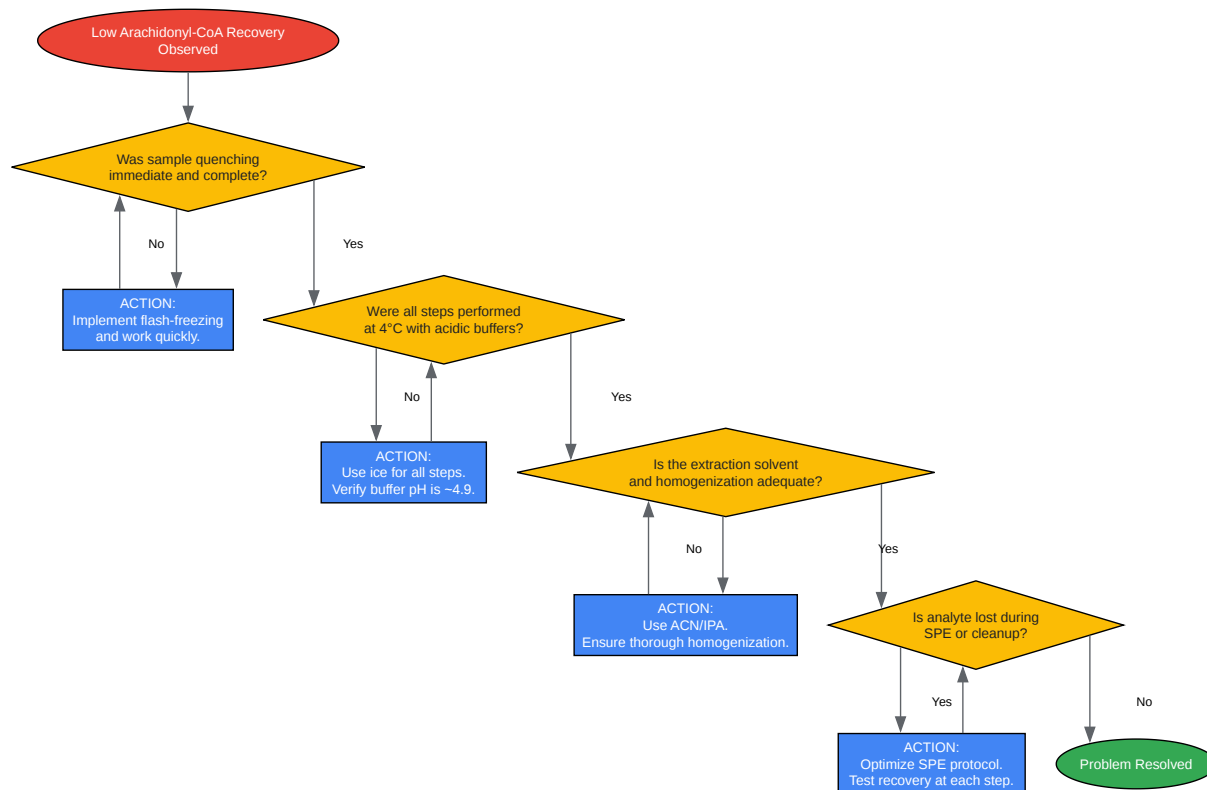 Low Arachidonyl-CoA Recovery
Observed
Was sample quenching
immediate and complete?
No
Yes
ACTION:
Implement flash-freezing
and work quickly.
Were all steps performed
at 4°C with acidic buffers?
No
Yes
ACTION:
Use ice for all steps.
Verify buffer pH is ~4.9.
Is the extraction solvent
and homogenization adequate?
No
Yes
ACTION:
Use ACN/IPA.
Ensure thorough homogenization.
Is analyte lost during
SPE or cleanup?
Yes
No
ACTION:
Optimize SPE protocol.
Test recovery at each step.
Problem Resolved